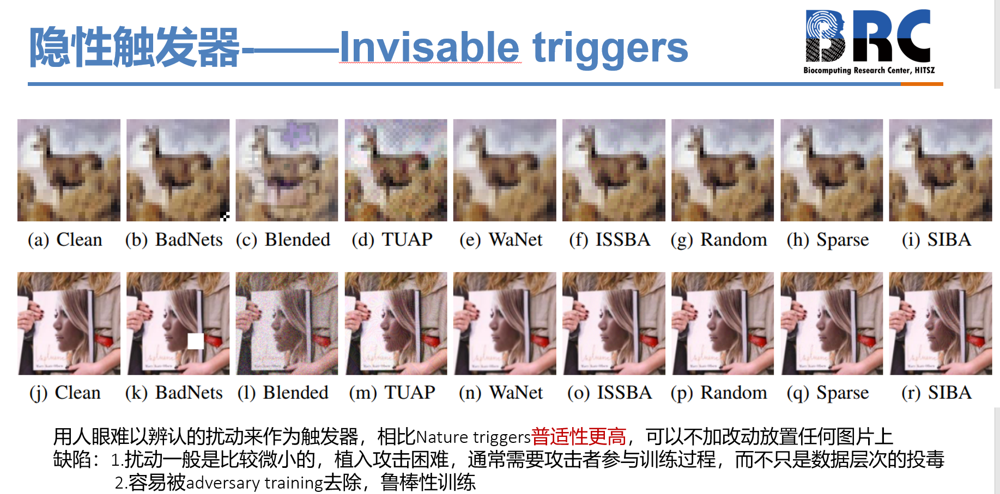 隐性触发器-——Invisable triggers
BRC
Biocomputing Research Center, HITSZ
(a) Clean (b) BadNets (c) Blended (d) TUAP (e) WaNet (f) ISSBA (g) Random (h) Sparse (i) SIBA
(j) Clean (k) BadNets (l) Blended (m) TUAP (n) WaNet (o) ISSBA (p) Random (q) Sparse (r) SIBA
用人眼难以辨认的扰动来作为触发器，相比Nature triggers普适性更高，可以不加改动放置任何图片上
缺陷：1.扰动一般是比较微小的，植入攻击困难，通常需要攻击者参与训练过程，而不只是数据层次的投毒
2.容易被adversary training去除，鲁棒性训练